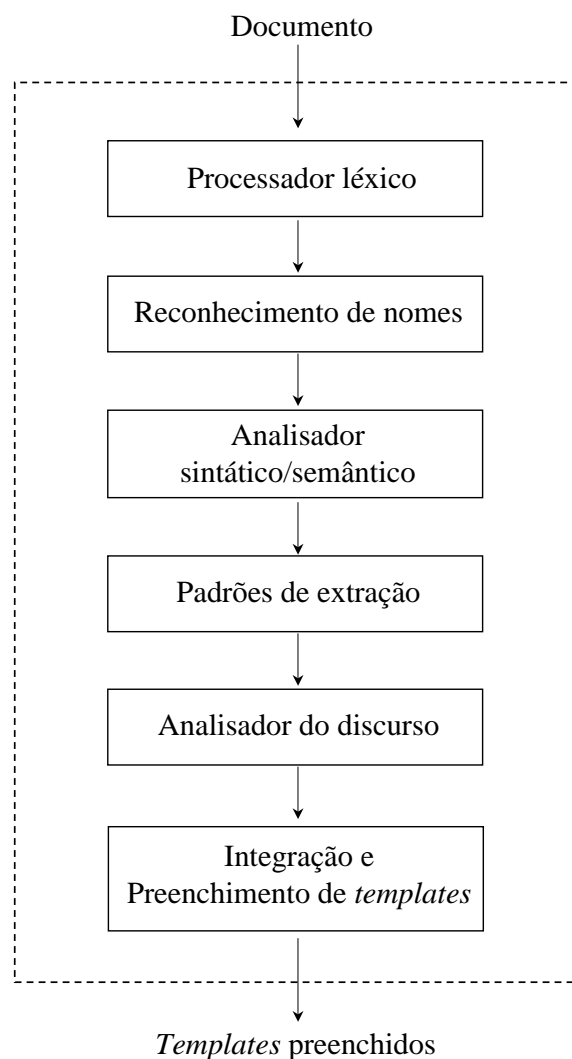 Documento
Processador léxico
Reconhecimento de nomes
Analisador
sintático/semântico
Padrões de extração
Analisador do discurso
Integração e
Preenchimento de templates
Templates preenchidos